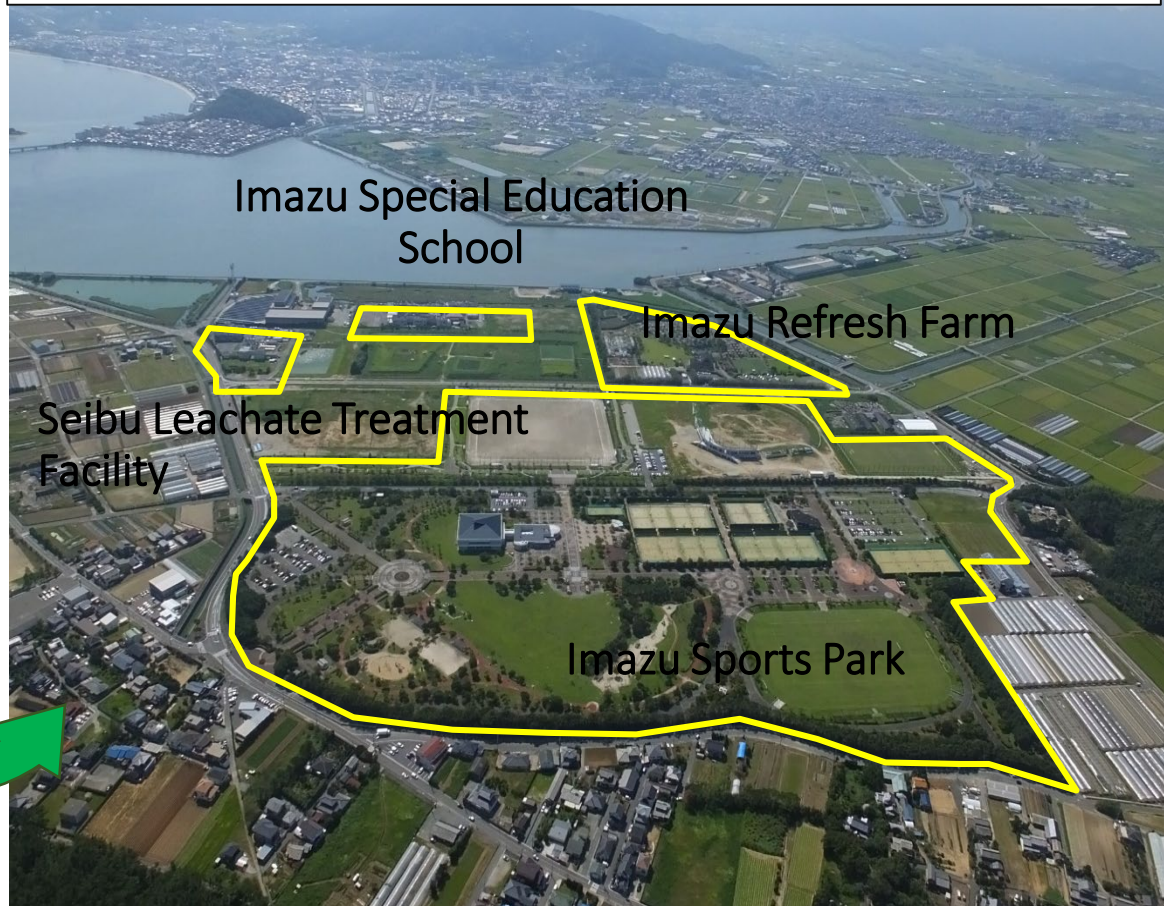 Imazu Special Education
School
Imazu Refresh Farm
Seibu Leachate Treatment
Facility
Imazu Sports Park